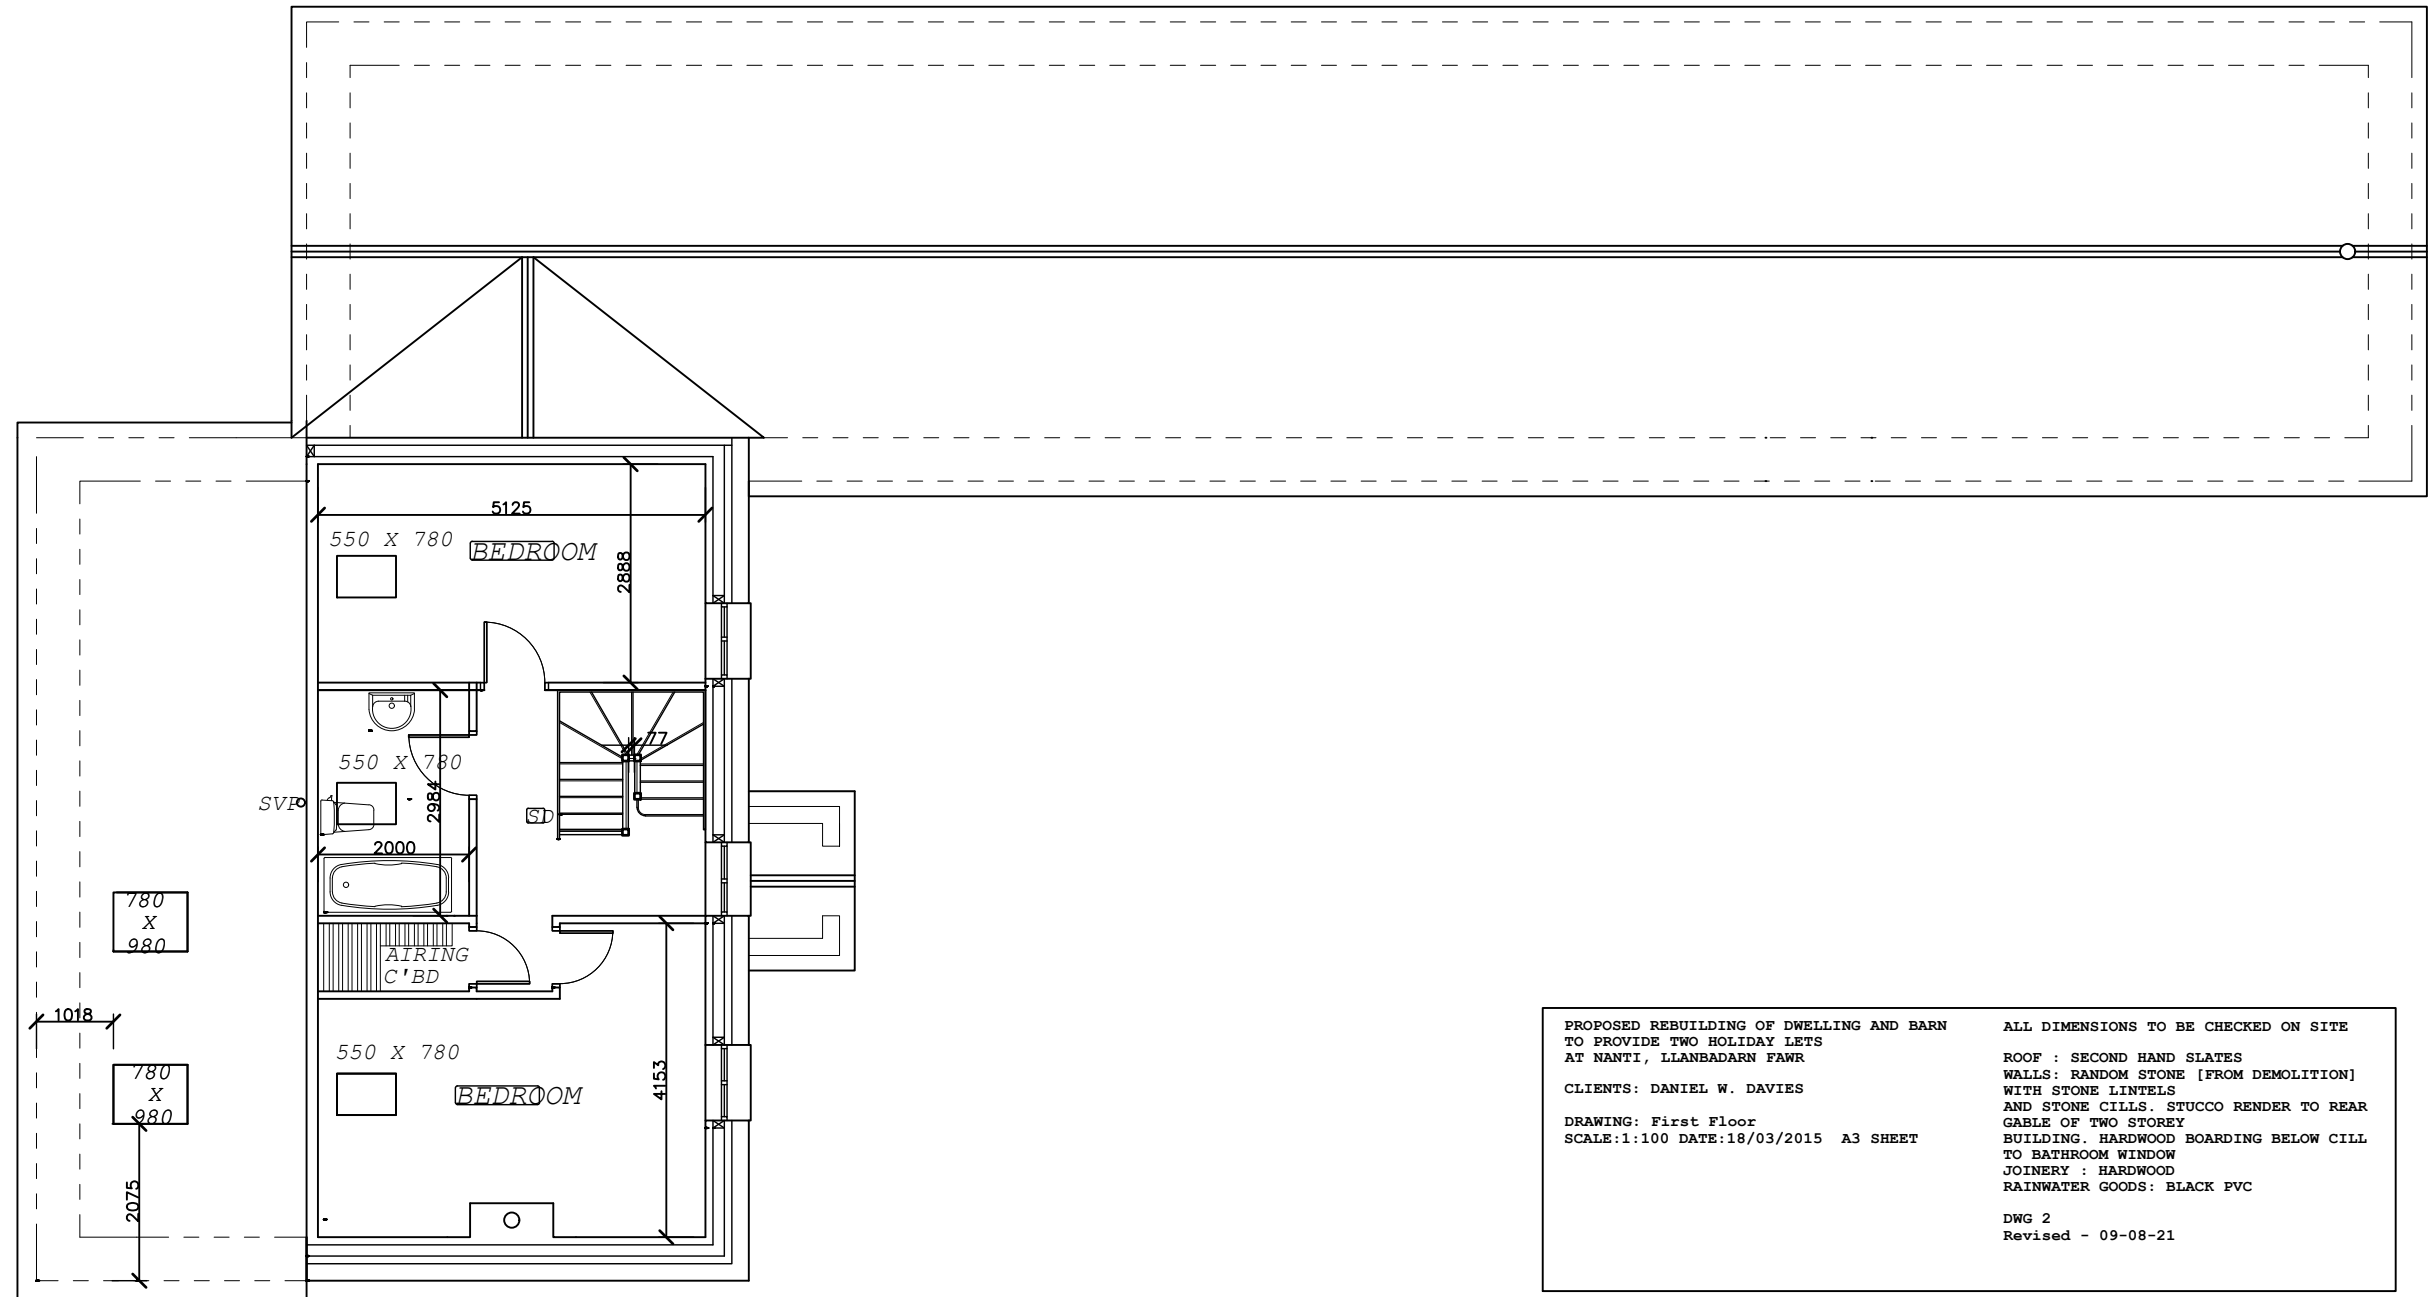 5125
550 X 780
BEDROOM
2888
550 X 780
77
2984
SVP
SD
2000
780
X
980
AIRING
C'BD
1018
550 X 780
780
X
980
BEDROOM
4153
2075
PROPOSED REBUILDING OF DWELLING AND BARN
TO PROVIDE TWO HOLIDAY LETS
AT NANTI, LLANBADARN FAWR
CLIENTS: DANIEL W. DAVIES
DRAWING: First Floor
SCALE:1:100 DATE:18/03/2015 A3 SHEET
ALL DIMENSIONS TO BE CHECKED ON SITE
ROOF : SECOND HAND SLATES
WALLS: RANDOM STONE [FROM DEMOLITION]
WITH STONE LINTELS
AND STONE CILLS. STUCCO RENDER TO REAR
GABLE OF TWO STOREY
BUILDING. HARDWOOD BOARDING BELOW CILL
TO BATHROOM WINDOW
JOINERY : HARDWOOD
RAINWATER GOODS: BLACK PVC
DWG 2
Revised - 09-08-21